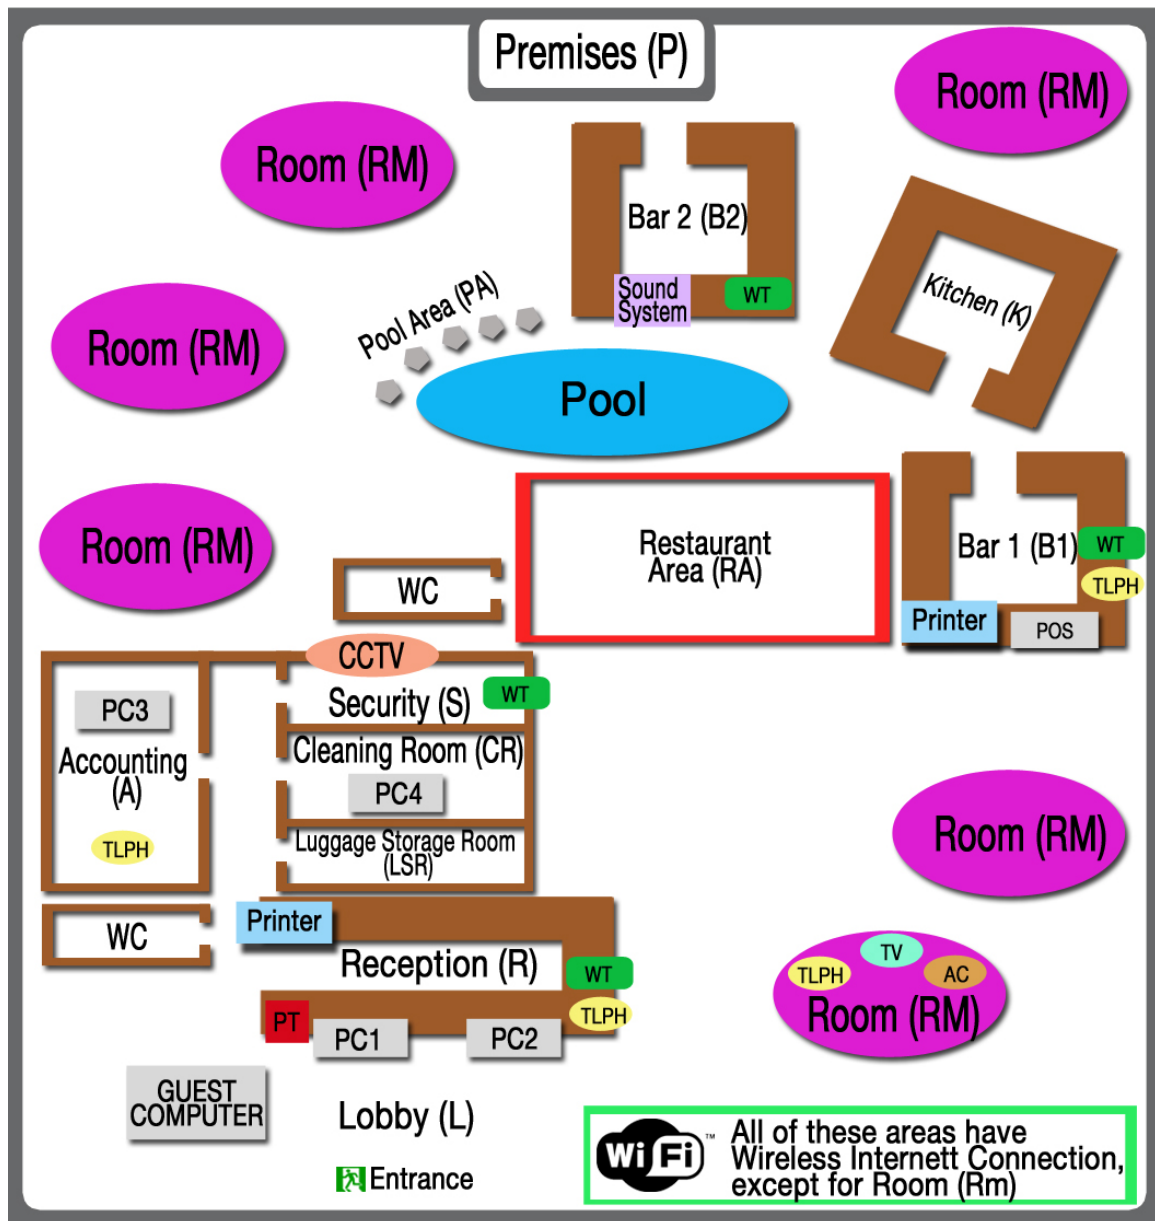 Premises (P)
Room (RM)
Room (RM)
Bar 2 (B2)
Sound
System
WT
Kitchen (K)
Pool Area (PA)
Room (RM)
Pool
Room (RM)
Restaurant
Area (RA)
Bar 1 (B1)
WT
TLPH
Printer
POS
WC
CCTV
Security (S)
WT
PC3
Accounting
(A)
TLPH
Cleaning Room (CR)
PC4
Luggage Storage Room
(LSR)
Room (RM)
WC
Printer
Reception (R)
WT
TLPH
PT
PC1
PC2
TLPH
TV
AC
Room (RM)
GUEST
COMPUTER
Lobby (L)
Entrance
WiFi™
All of these areas have
Wireless Internett Connection,
except for Room (Rm)